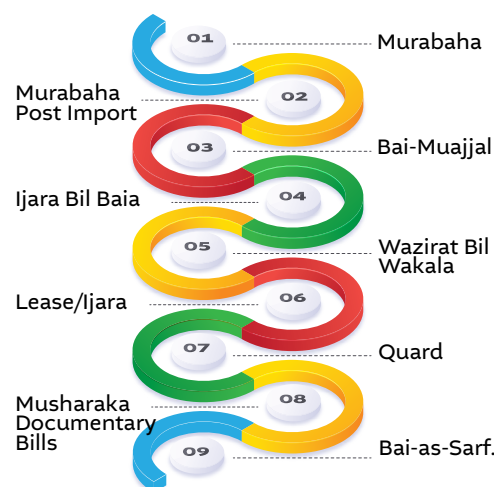 01
Murabaha
02
Murabaha
Post Import
03
Bai-Muajjal
04
Ijara Bil Baia
05
Wazirat Bil
Wakala
06
Lease/Ijara
07
Quard
08
Musharaka
Documentary
Bills
09
Bai-as-Sarf.